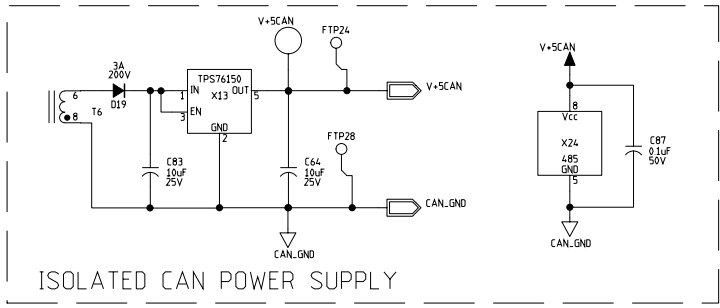 V+5CAN
FTP24
3A
200V
D19
TPS76150
IN OUT
X13
1
5
EN
3
GND
2
V+5CAN
6
8
T6
C83
10uF
25V
C64
10uF
25V
FTP28
CAN_GND
CAN_GND
V+5CAN
8
Vcc
X24
485
GND
5
C87
0.1uF
50V
CAN_GND
ISOLATED CAN POWER SUPPLY